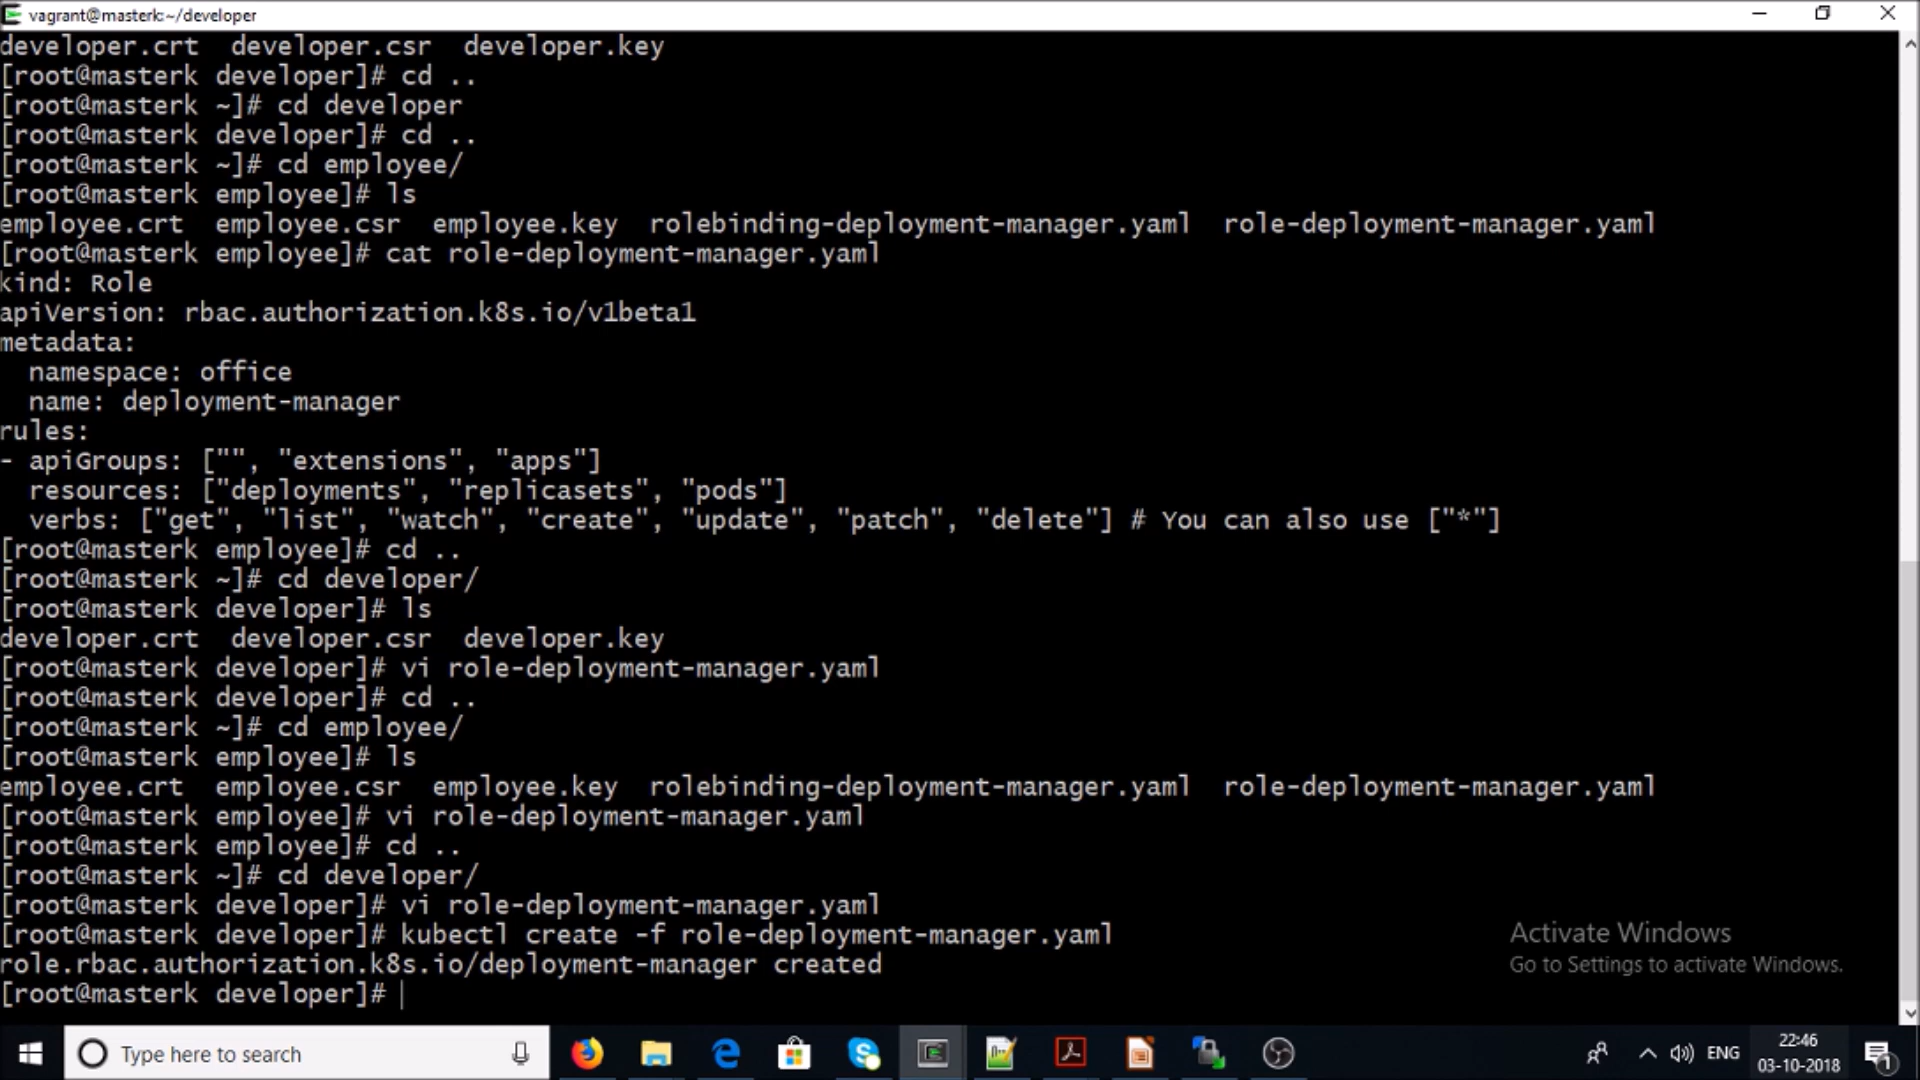 vagrant@masterk:~/developer
developer.crt  developer.csr  developer.key
[root@masterk developer]# cd ..
[root@masterk ~]# cd developer
[root@masterk developer]# cd ..
[root@masterk ~]# cd employee/
[root@masterk employee]# ls
employee.crt  employee.csr  employee.key  rolebinding-deployment-manager.yaml  role-deployment-manager.yaml
[root@masterk employee]# cat role-deployment-manager.yaml
kind: Role
apiVersion: rbac.authorization.k8s.io/v1beta1
metadata:
  namespace: office
  name: deployment-manager
rules:
- apiGroups: ["", "extensions", "apps"]
  resources: ["deployments", "replicasets", "pods"]
  verbs: ["get", "list", "watch", "create", "update", "patch", "delete"] # You can also use ["*"]
[root@masterk employee]# cd ..
[root@masterk ~]# cd developer/
[root@masterk developer]# ls
developer.crt  developer.csr  developer.key
[root@masterk developer]# vi role-deployment-manager.yaml
[root@masterk developer]# cd ..
[root@masterk ~]# cd employee/
[root@masterk employee]# ls
employee.crt  employee.csr  employee.key  rolebinding-deployment-manager.yaml  role-deployment-manager.yaml
[root@masterk employee]# vi role-deployment-manager.yaml
[root@masterk employee]# cd ..
[root@masterk ~]# cd developer/
[root@masterk developer]# vi role-deployment-manager.yaml
[root@masterk developer]# kubectl create -f role-deployment-manager.yaml
role.rbac.authorization.k8s.io/deployment-manager created
[root@masterk developer]#
Activate Windows
Go to Settings to activate Windows.
Type here to search
ENG
22:46
03-10-2018
1